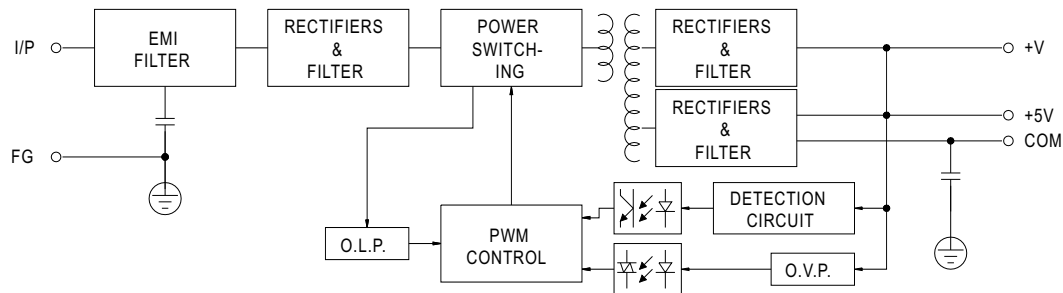 I/P
EMI
FILTER
RECTIFIERS
&
FILTER
POWER
SWITCH-
ING
RECTIFIERS
&
FILTER
+V
RECTIFIERS
&
FILTER
+5V
COM
FG
DETECTION
CIRCUIT
O.L.P.
PWM
CONTROL
O.V.P.